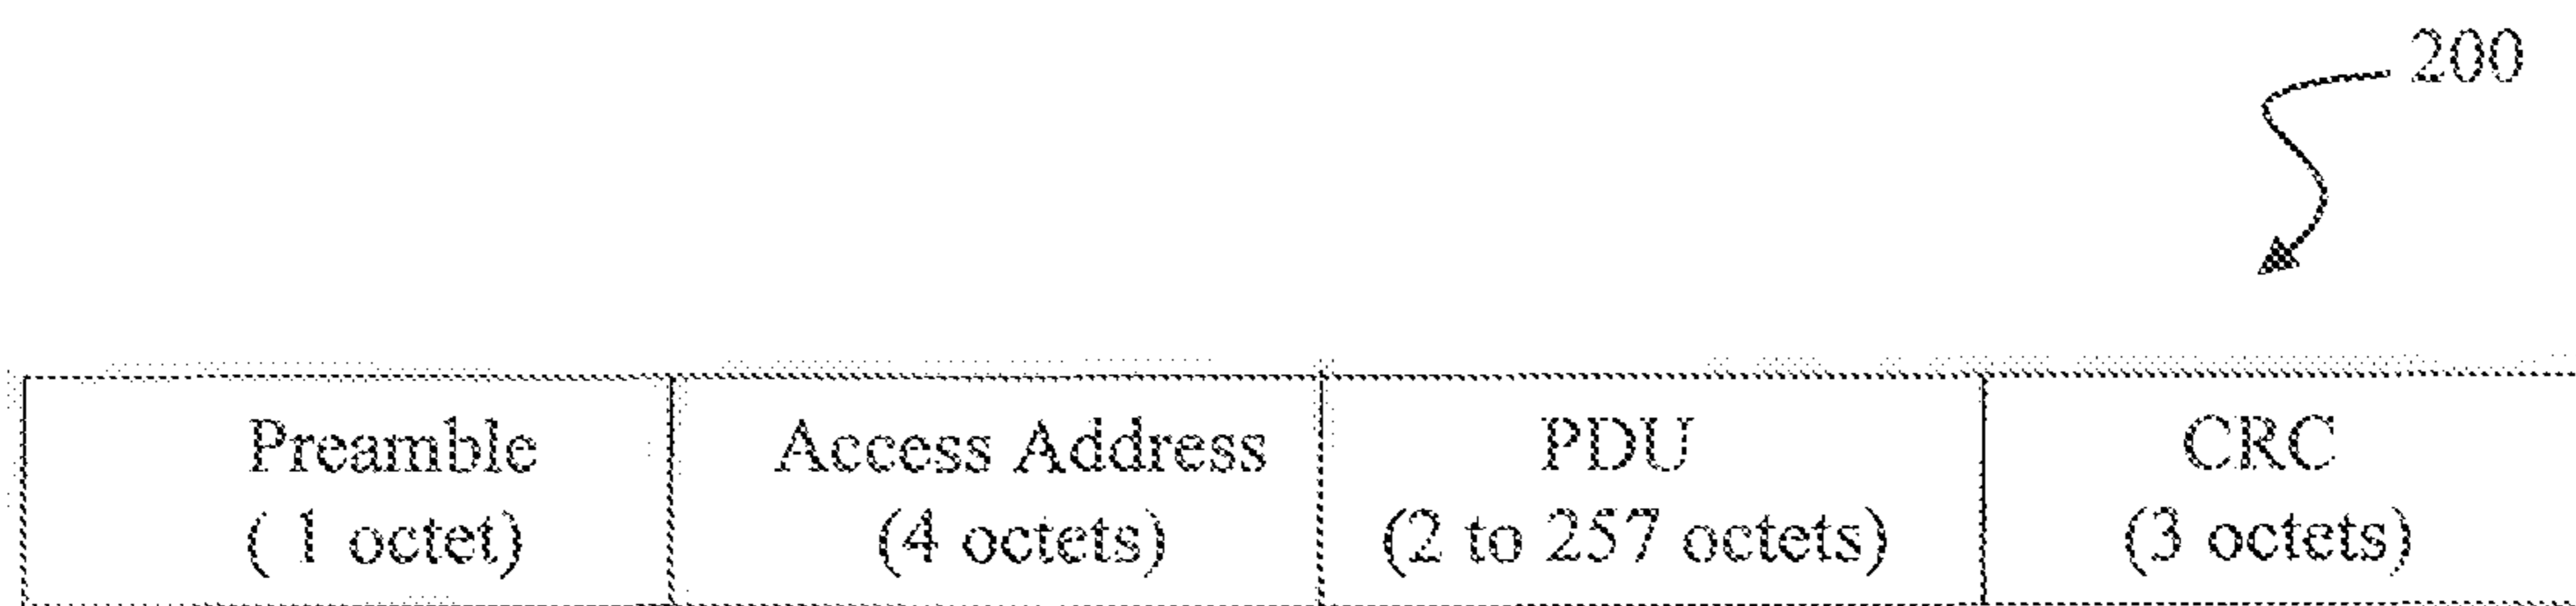 200
Preamble
( 1 octet)
Access Address
(4 octets)
PDU
(2 to 257 octets)
CRC
(3 octets)